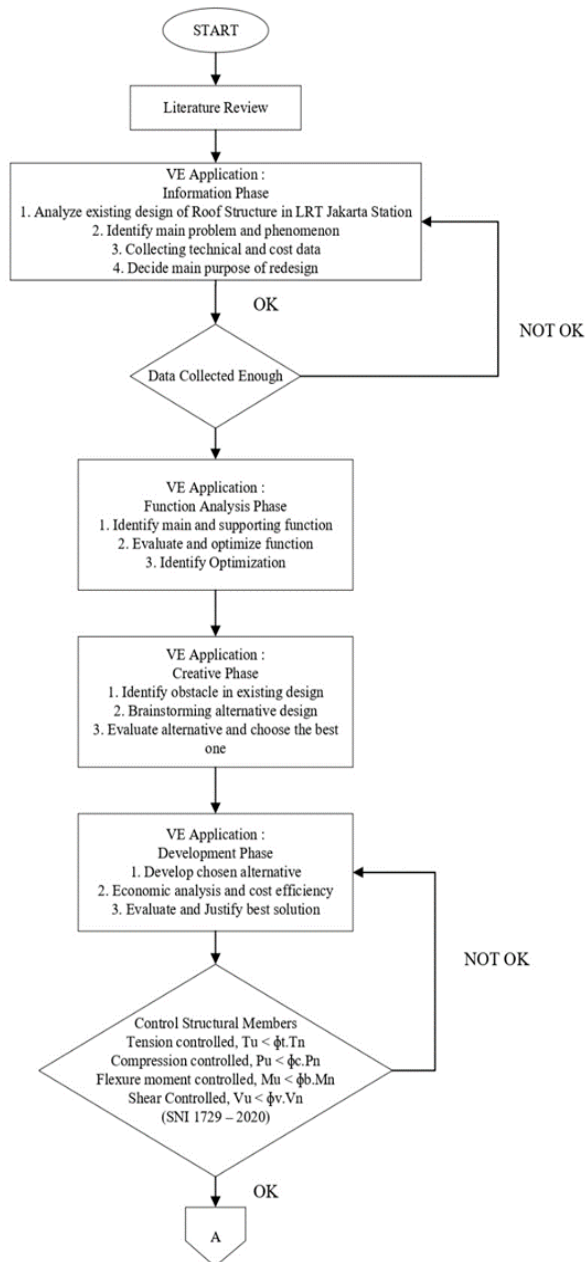 START
Literature Review
VE Application :
Information Phase
1. Analyze existing design of Roof Structure in LRT Jakarta Station
2. Identify main problem and phenomenon
3. Collecting technical and cost data
4. Decide main purpose of redesign
OK
NOT OK
Data Collected Enough
VE Application :
Function Analysis Phase
1. Identify main and supporting function
2. Evaluate and optimize function
3. Identify Optimization
VE Application :
Creative Phase
1. Identify obstacle in existing design
2. Brainstorming alternative design
3. Evaluate alternative and choose the best
one
VE Application :
Development Phase
1. Develop chosen alternative
2. Economic analysis and cost efficiency
3. Evaluate and Justify best solution
NOT OK
Control Structural Members
Tension controlled, Tu < ϕt.Tn
Compression controlled, Pu < ϕc.Pn
Flexure moment controlled, Mu < ϕb.Mn
Shear Controlled, Vu < ϕv.Vn
(SNI 1729 – 2020)
OK
A